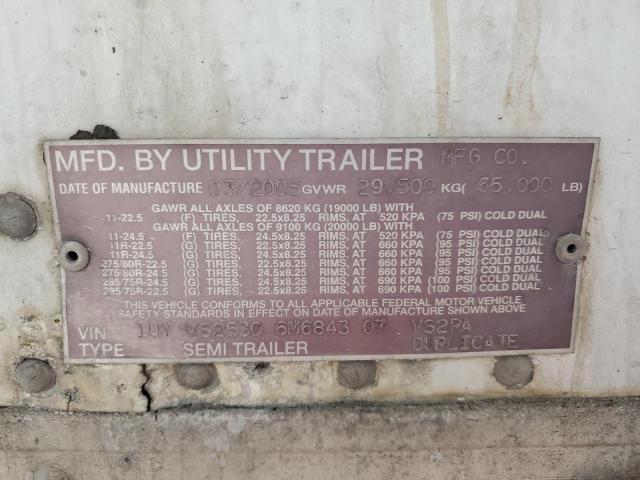 MFD. BY UTILITY TRAILER MFG CO.
DATE OF MANUFACTURE 03/2005 GVWR 29.500 KG( 65.000 LB)
GAWR ALL AXLES OF 8620 KG (19000 LB) WITH
11-22.5 (F) TIRES, 22.5x8.25 RIMS, AT 520 KPA (75 PSI) COLD DUAL
GAWR ALL AXLES OF 9100 KG (20000 LB) WITH
11-24.5 - (F) TIRES, 24.5x8.25 RIMS, AT 520 KPA (75 PSI) COLD DUAL
11R-22.5 (G) TIRES, 22.5x8.25 RIMS, AT 660 KPA (95 PSI) COLD DUAL
11R-24.5 (G) TIRES, 24.5x8.25 RIMS, AT 660 KPA (95 PSI) COLD DUAL
275/80R-22.5 (G) TIRES, 22.5x8.25 RIMS, AT 660 KPA (95 PSI) COLD DUAL
275/80R-24.5 (G) TIRES, 24.5x8.25 RIMS, AT 660 KPA (95 PSI) COLD DUAL
285/75R-24.5 (G) TIRES, 24.5x8.25 RIMS, AT 690 KPA (100 PSI) COLD DUAL
295/75R-22.5 (G) TIRES, 22.5x8.25 RIMS, AT 690 KPA (100 PSI) COLD DUAL
THIS VEHICLE CONFORMS TO ALL APPLICABLE FEDERAL MOTOR VEHICLE
SAFETY STANDARDS IN EFFECT ON DATE OF MANUFACTURE SHOWN ABOVE
VIN 1UY VS2530 6M6843 07 VS2RA
TYPE SEMI TRAILER DUPLICATE